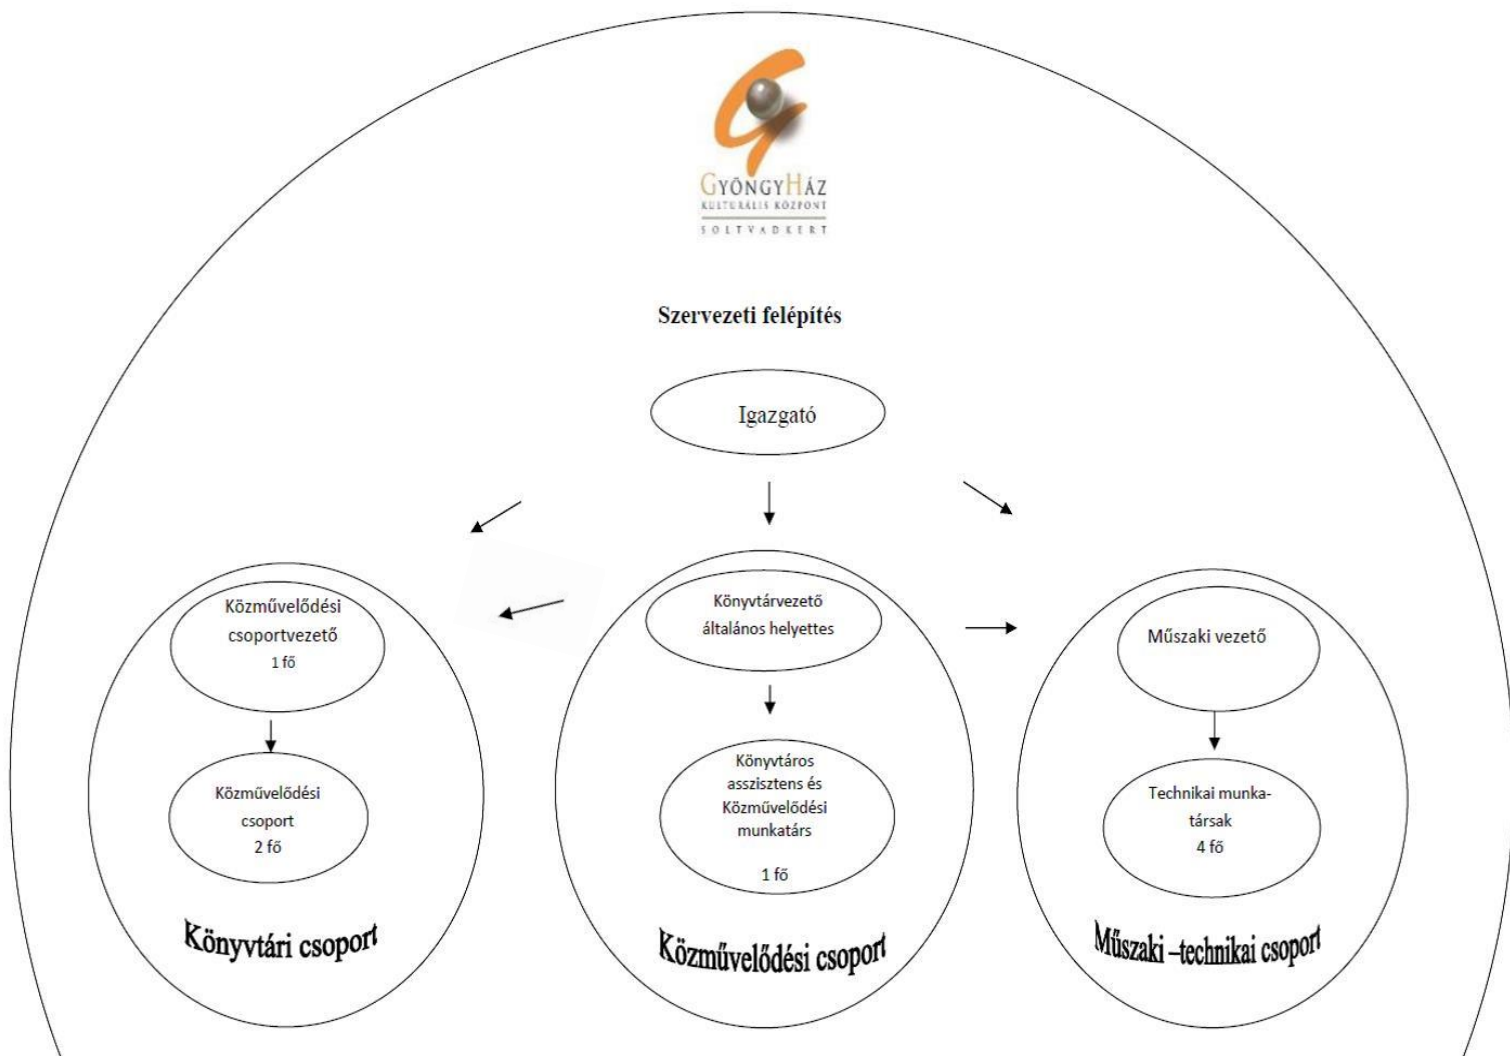 GYÖNGYHÁZ
KULTURÁLIS KÖZPONT
SOLTVADKERT
Szervezeti felépítés
Igazgató
Közművelődési
csoportvezető
1 fő
Közművelődési
csoport
2 fő
Könyvtári csoport
Könyvtárvezető
általános helyettes
Könyvtáros
asszisztens és
Közművelődési
munkatárs
1 fő
Közművelődési csoport
Műszaki vezető
Technikai munka-
társak
4 fő
Műszaki –technikai csoport